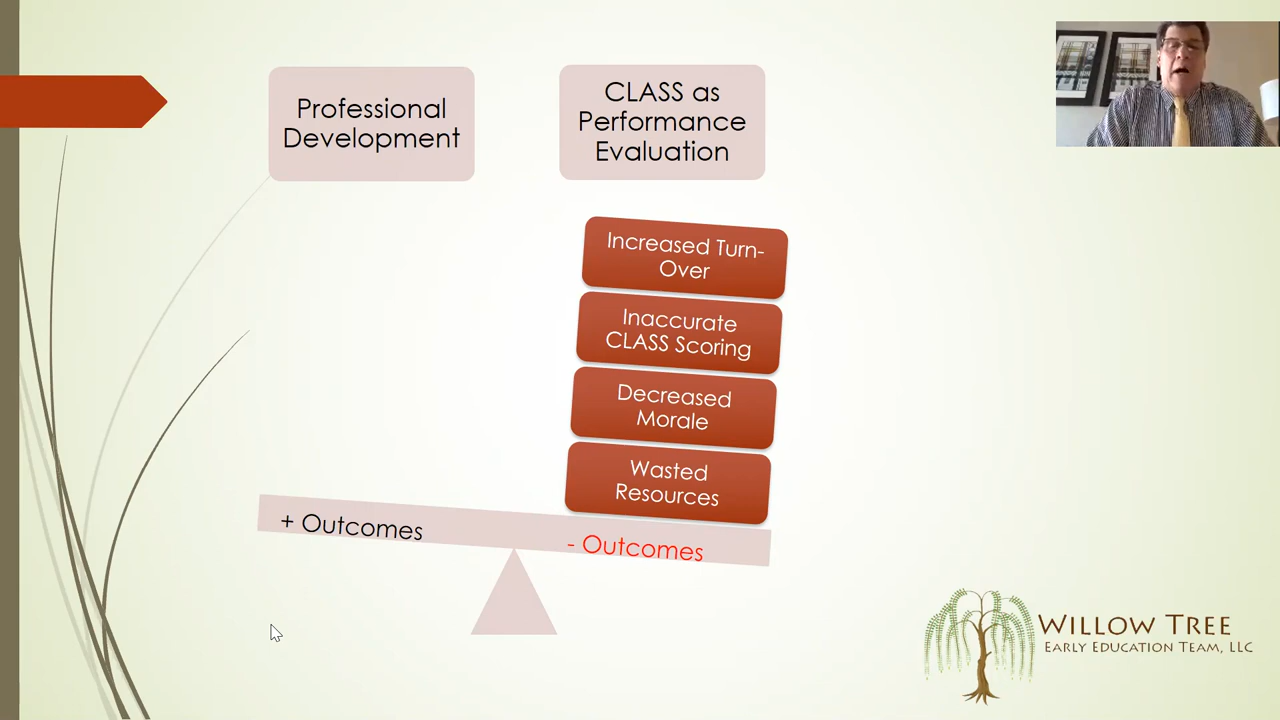 Professional
Development
CLASS as
Performance
Evaluation
Increased Turn-
Over
Inaccurate
CLASS Scoring
Decreased
Morale
Wasted
Resources
+ Outcomes
- Outcomes
WILLOW TREE
EARLY EDUCATION TEAM, LLC